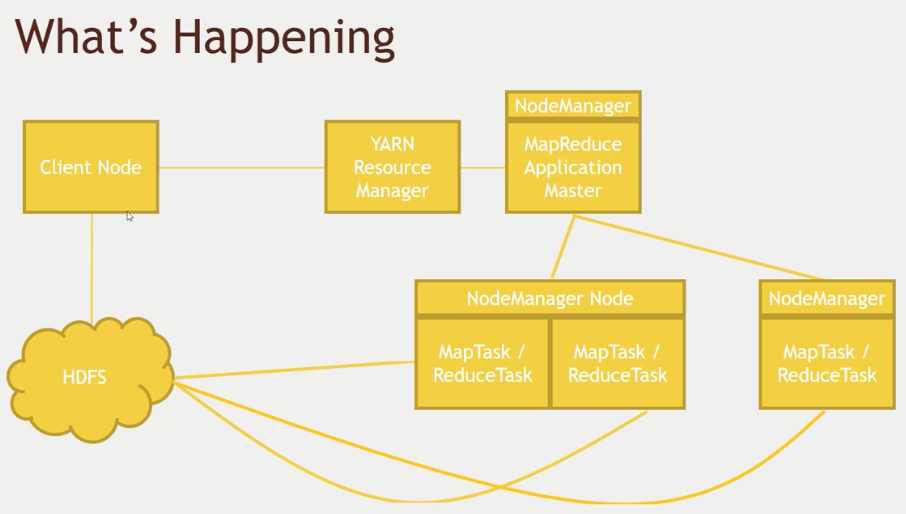 What’s Happening
Client Node
YARN
Resource
Manager
NodeManager
MapReduce
Application
Master
HDFS
NodeManager Node
MapTask /
ReduceTask
MapTask /
ReduceTask
NodeManager
MapTask /
ReduceTask